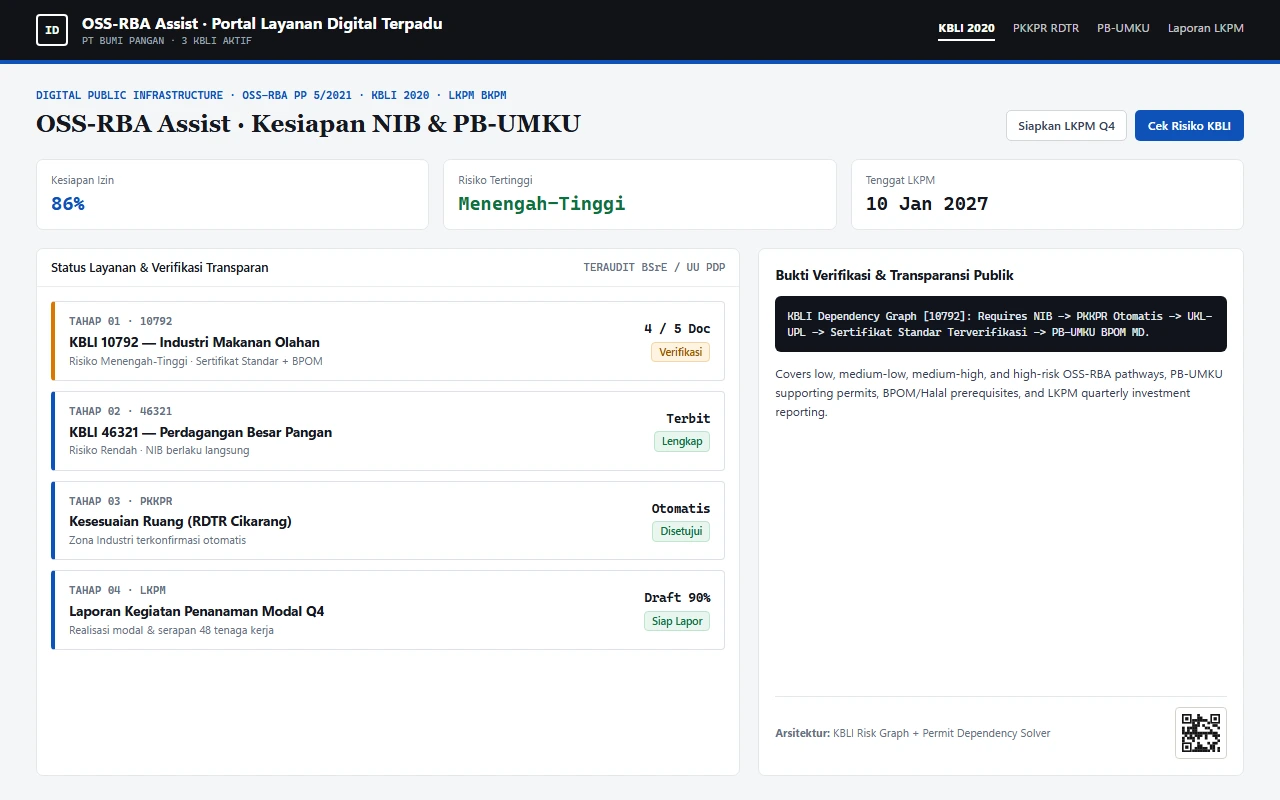 ID
OSS-RBA Assist · Portal Layanan Digital Terpadu
PT BUMI PANGAN · 3 KBLI AKTIF
KBLI 2020
PKKPR RDTR
PB-UMKU
Laporan LKPM
DIGITAL PUBLIC INFRASTRUCTURE · OSS-RBA PP 5/2021 · KBLI 2020 · LKPM BKPM
OSS-RBA Assist · Kesiapan NIB & PB-UMKU
Siapkan LKPM Q4
Cek Risiko KBLI
Kesiapan Izin
86%
Risiko Tertinggi
Menengah-Tinggi
Tenggat LKPM
10 Jan 2027
Status Layanan & Verifikasi Transparan
TERAUDIT BSrE / UU PDP
TAHAP 01 · 10792
KBLI 10792 — Industri Makanan Olahan
Risiko Menengah-Tinggi · Sertifikat Standar + BPOM
4 / 5 Doc
Verifikasi
TAHAP 02 · 46321
KBLI 46321 — Perdagangan Besar Pangan
Risiko Rendah · NIB berlaku langsung
Terbit
Lengkap
TAHAP 03 · PKKPR
Kesesuaian Ruang (RDTR Cikarang)
Zona Industri terkonfirmasi otomatis
Otomatis
Disetujui
TAHAP 04 · LKPM
Laporan Kegiatan Penanaman Modal Q4
Realisasi modal & serapan 48 tenaga kerja
Draft 90%
Siap Lapor
Bukti Verifikasi & Transparansi Publik
KBLI Dependency Graph [10792]: Requires NIB -> PKKPR Otomatis -> UKL-
UPL -> Sertifikat Standar Terverifikasi -> PB-UMKU BPOM MD.
Covers low, medium-low, medium-high, and high-risk OSS-RBA pathways, PB-UMKU
supporting permits, BPOM/Halal prerequisites, and LKPM quarterly investment
reporting.
Arsitektur: KBLI Risk Graph + Permit Dependency Solver